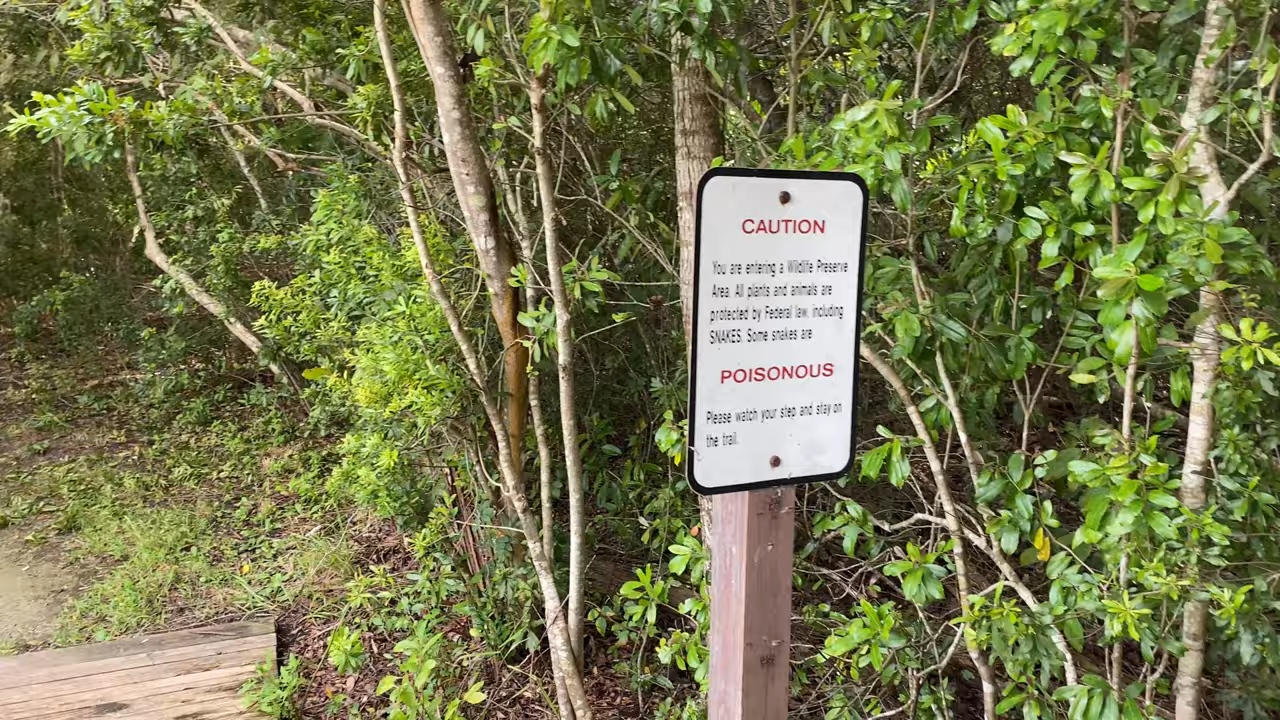 CAUTION
You are entering a Wildlife Preserve
Area. All plants and animals are
protected by Federal law, including
SNAKES. Some snakes are
POISONOUS
Please watch your step and stay on
the trail.